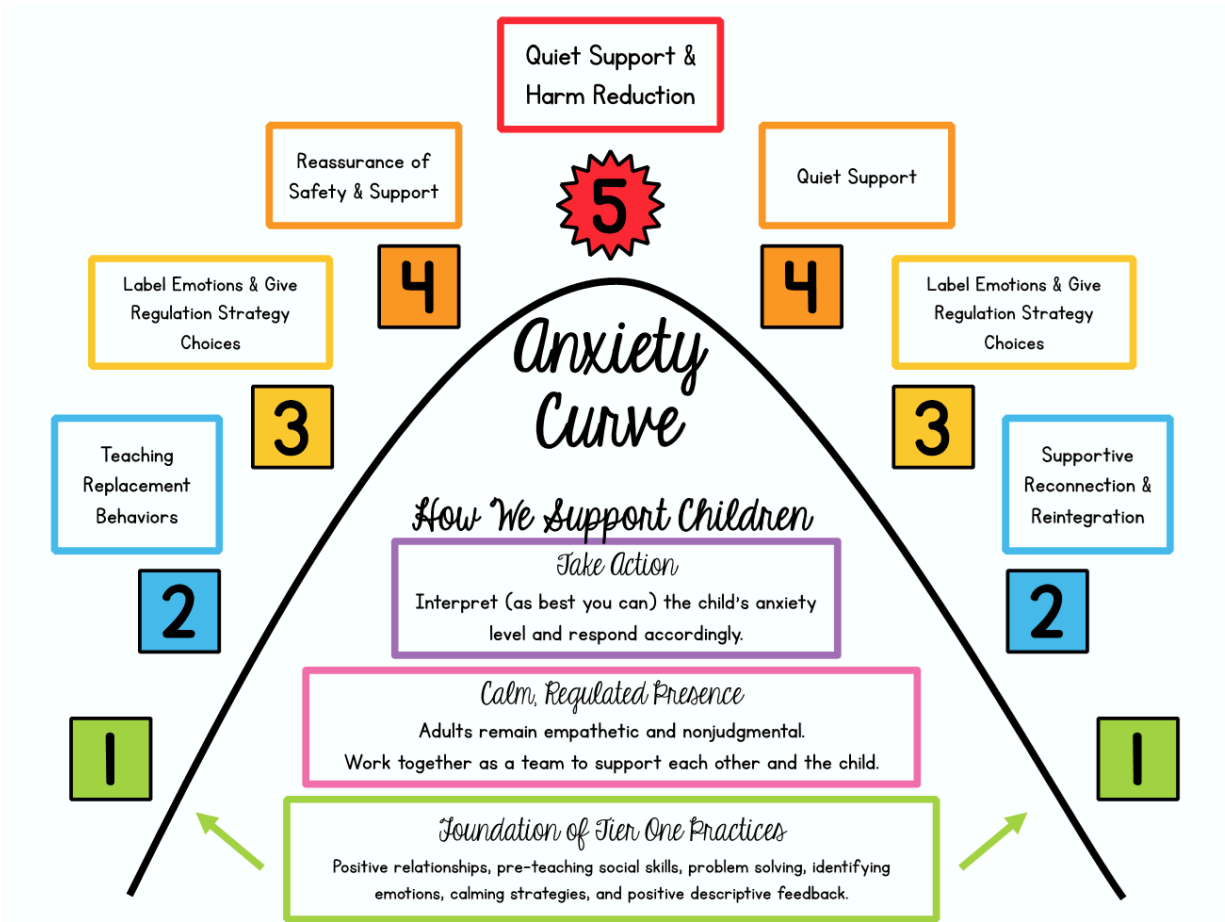 Quiet Support &
Harm Reduction
5
Reassurance of
Safety & Support
4
Quiet Support
4
Label Emotions & Give
Regulation Strategy
Choices
3
Label Emotions & Give
Regulation Strategy
Choices
3
Teaching
Replacement
Behaviors
2
Supportive
Reconnection &
Reintegration
2
1
1
Anxiety
Curve
How We Support Children
Take Action
Interpret (as best you can) the child's anxiety
level and respond accordingly.
Calm, Regulated Presence
Adults remain empathetic and nonjudgmental.
Work together as a team to support each other and the child.
Foundation of Tier One Practices
Positive relationships, pre-teaching social skills, problem solving, identifying
emotions, calming strategies, and positive descriptive feedback.